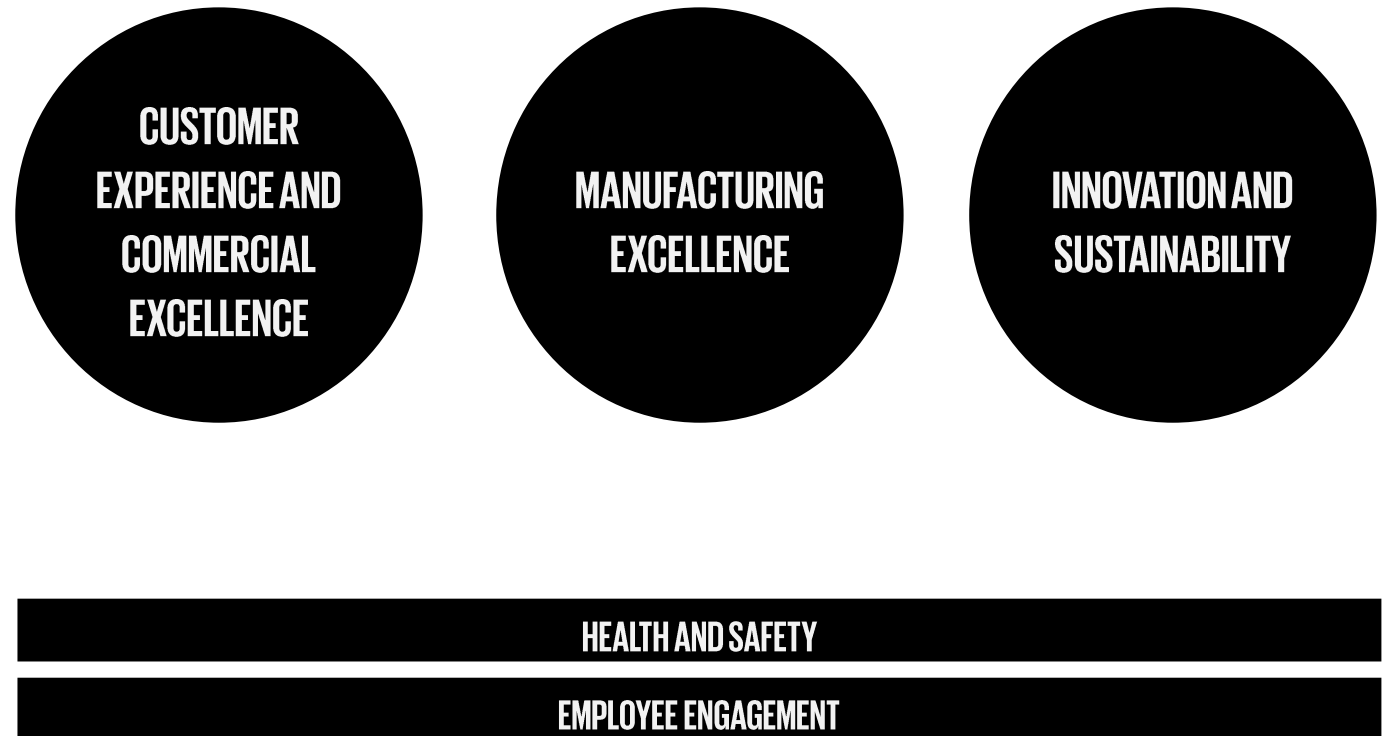 CUSTOMER
EXPERIENCE AND
COMMERCIAL
EXCELLENCE
MANUFACTURING
EXCELLENCE
INNOVATION AND
SUSTAINABILITY
HEALTH AND SAFETY
EMPLOYEE ENGAGEMENT